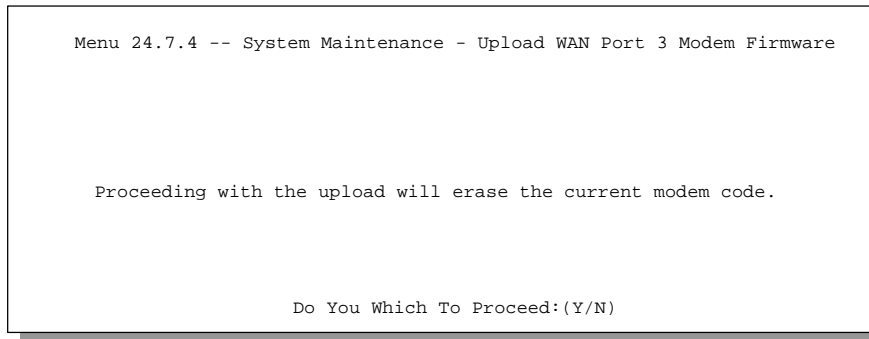 Menu 24.7.4 -- System Maintenance - Upload WAN Port 3 Modem Firmware
Proceeding with the upload will erase the current modem code.
Do You Which To Proceed:(Y/N)